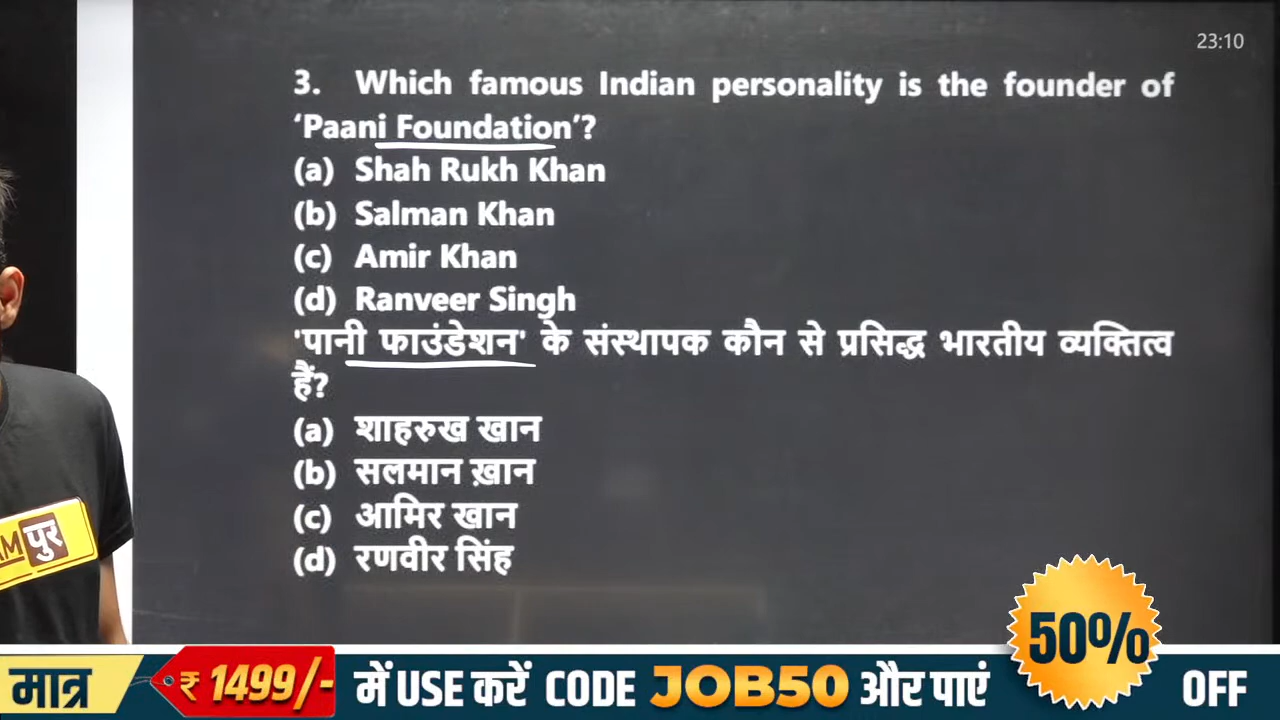 23:10
3. Which famous Indian personality is the founder of
‘Paani Foundation’?
(a) Shah Rukh Khan
(b) Salman Khan
(c) Amir Khan
(d) Ranveer Singh
'पानी फाउंडेशन' के संस्थापक कौन से प्रसिद्ध भारतीय व्यक्तित्व
हैं?
(a) शाहरुख खान
(b) सलमान ख़ान
(c) आमिर खान
(d) रणवीर सिंह
पुर
मात्र ₹ 1499/- में USE करें CODE JOB50 और पाएं 50% OFF